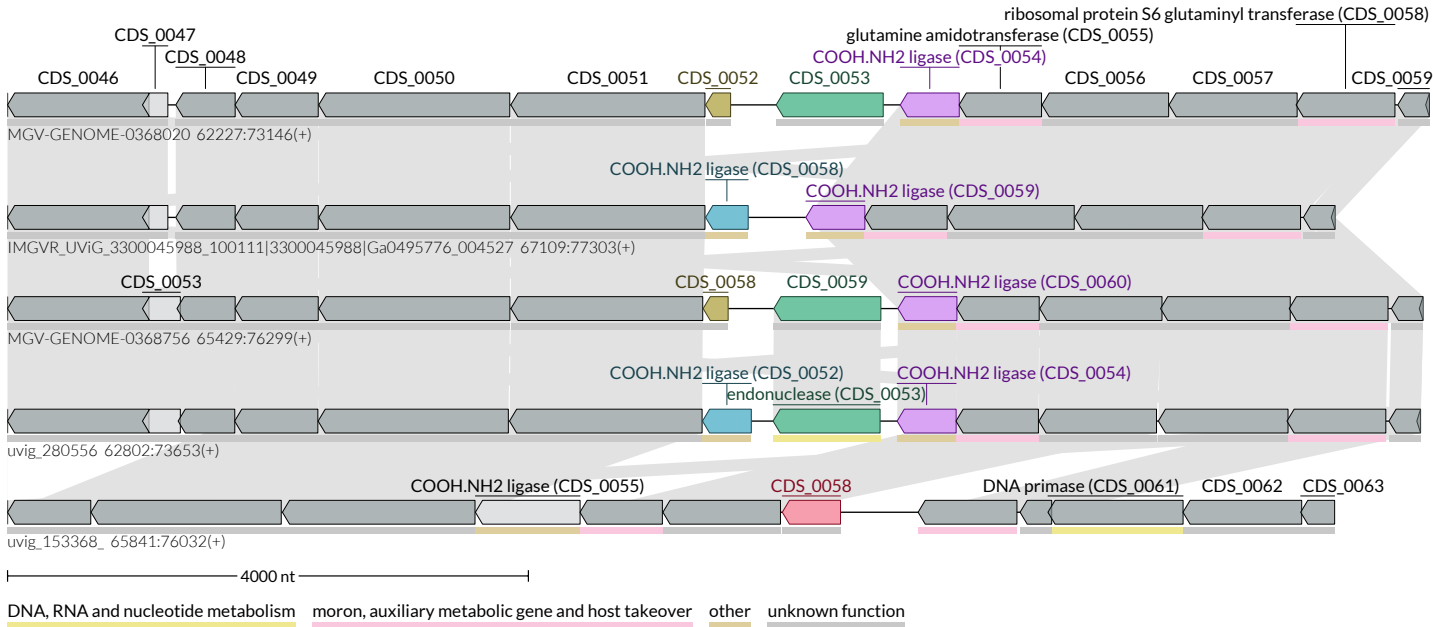 ribosomal protein S6 glutaminyl transferase (CDS_0058)
CDS_0047 glutamine amidotransferase (CDS_0055)
CDS_0048 COOH.NH2 ligase (CDS_0054)
CDS_0046 CDS_0049 CDS_0050 CDS_0051 CDS_0052 CDS_0053 CDS_0056 CDS_0057 CDS_0059
MGV-GENOME-0368020 62227:73146(+)
COOH.NH2 ligase (CDS_0058)
COOH.NH2 ligase (CDS_0059)
IMGVR_UViG_3300045988_100111|3300045988|Ga0495776_004527 67109:77303(+)
CDS_0053 CDS_0058 CDS_0059 COOH.NH2 ligase (CDS_0060)
MGV-GENOME-0368756 65429:76299(+)
COOH.NH2 ligase (CDS_0052) COOH.NH2 ligase (CDS_0054)
endonuclease (CDS_0053)
uvig_280556 62802:73653(+)
COOH.NH2 ligase (CDS_0055) CDS_0058 DNA primase (CDS_0061) CDS_0062 CDS_0063
uvig_153368_ 65841:76032(+)
4000 nt
DNA, RNA and nucleotide metabolism moron, auxiliary metabolic gene and host takeover other unknown function